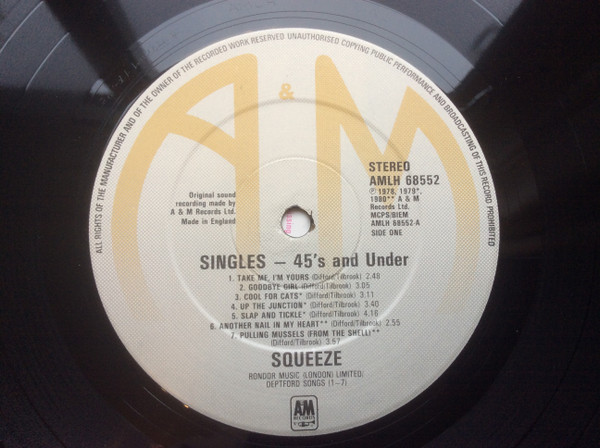 ALL RIGHTS OF THE MANUFACTURER AND OF THE OWNER OF THE RECORDED WORK RESERVED UNAUTHORISED COPYING PUBLIC PERFORMANCE AND BROADCASTING OF THIS RECORD PROHIBITED
A & M
STEREO
AMLH 68552
Ⓟ 1978, 1979*,
1980** A & M
Records Ltd.
MCPS/BIEM
AMLH 68552-A
SIDE ONE
Original sound
recording made by
A & M Records Ltd.
Made in England
SINGLES – 45's and Under
1. TAKE ME, I'M YOURS (Difford/Tilbrook) 2.48
2. GOODBYE GIRL (Difford/Tilbrook) 3.05
3. COOL FOR CATS* (Difford/Tilbrook) 3.11
4. UP THE JUNCTION* (Difford/Tilbrook) 3.40
5. SLAP AND TICKLE* (Difford/Tilbrook) 4.18
6. ANOTHER NAIL IN MY HEART** (Difford/Tilbrook) 2.55
7. PULLING MUSSELS (FROM THE SHELL)**
(Difford/Tilbrook) 3.57
SQUEEZE
RONDOR MUSIC (LONDON) LIMITED/
DEPTFORD SONGS (1–7)
AM
RECORDS